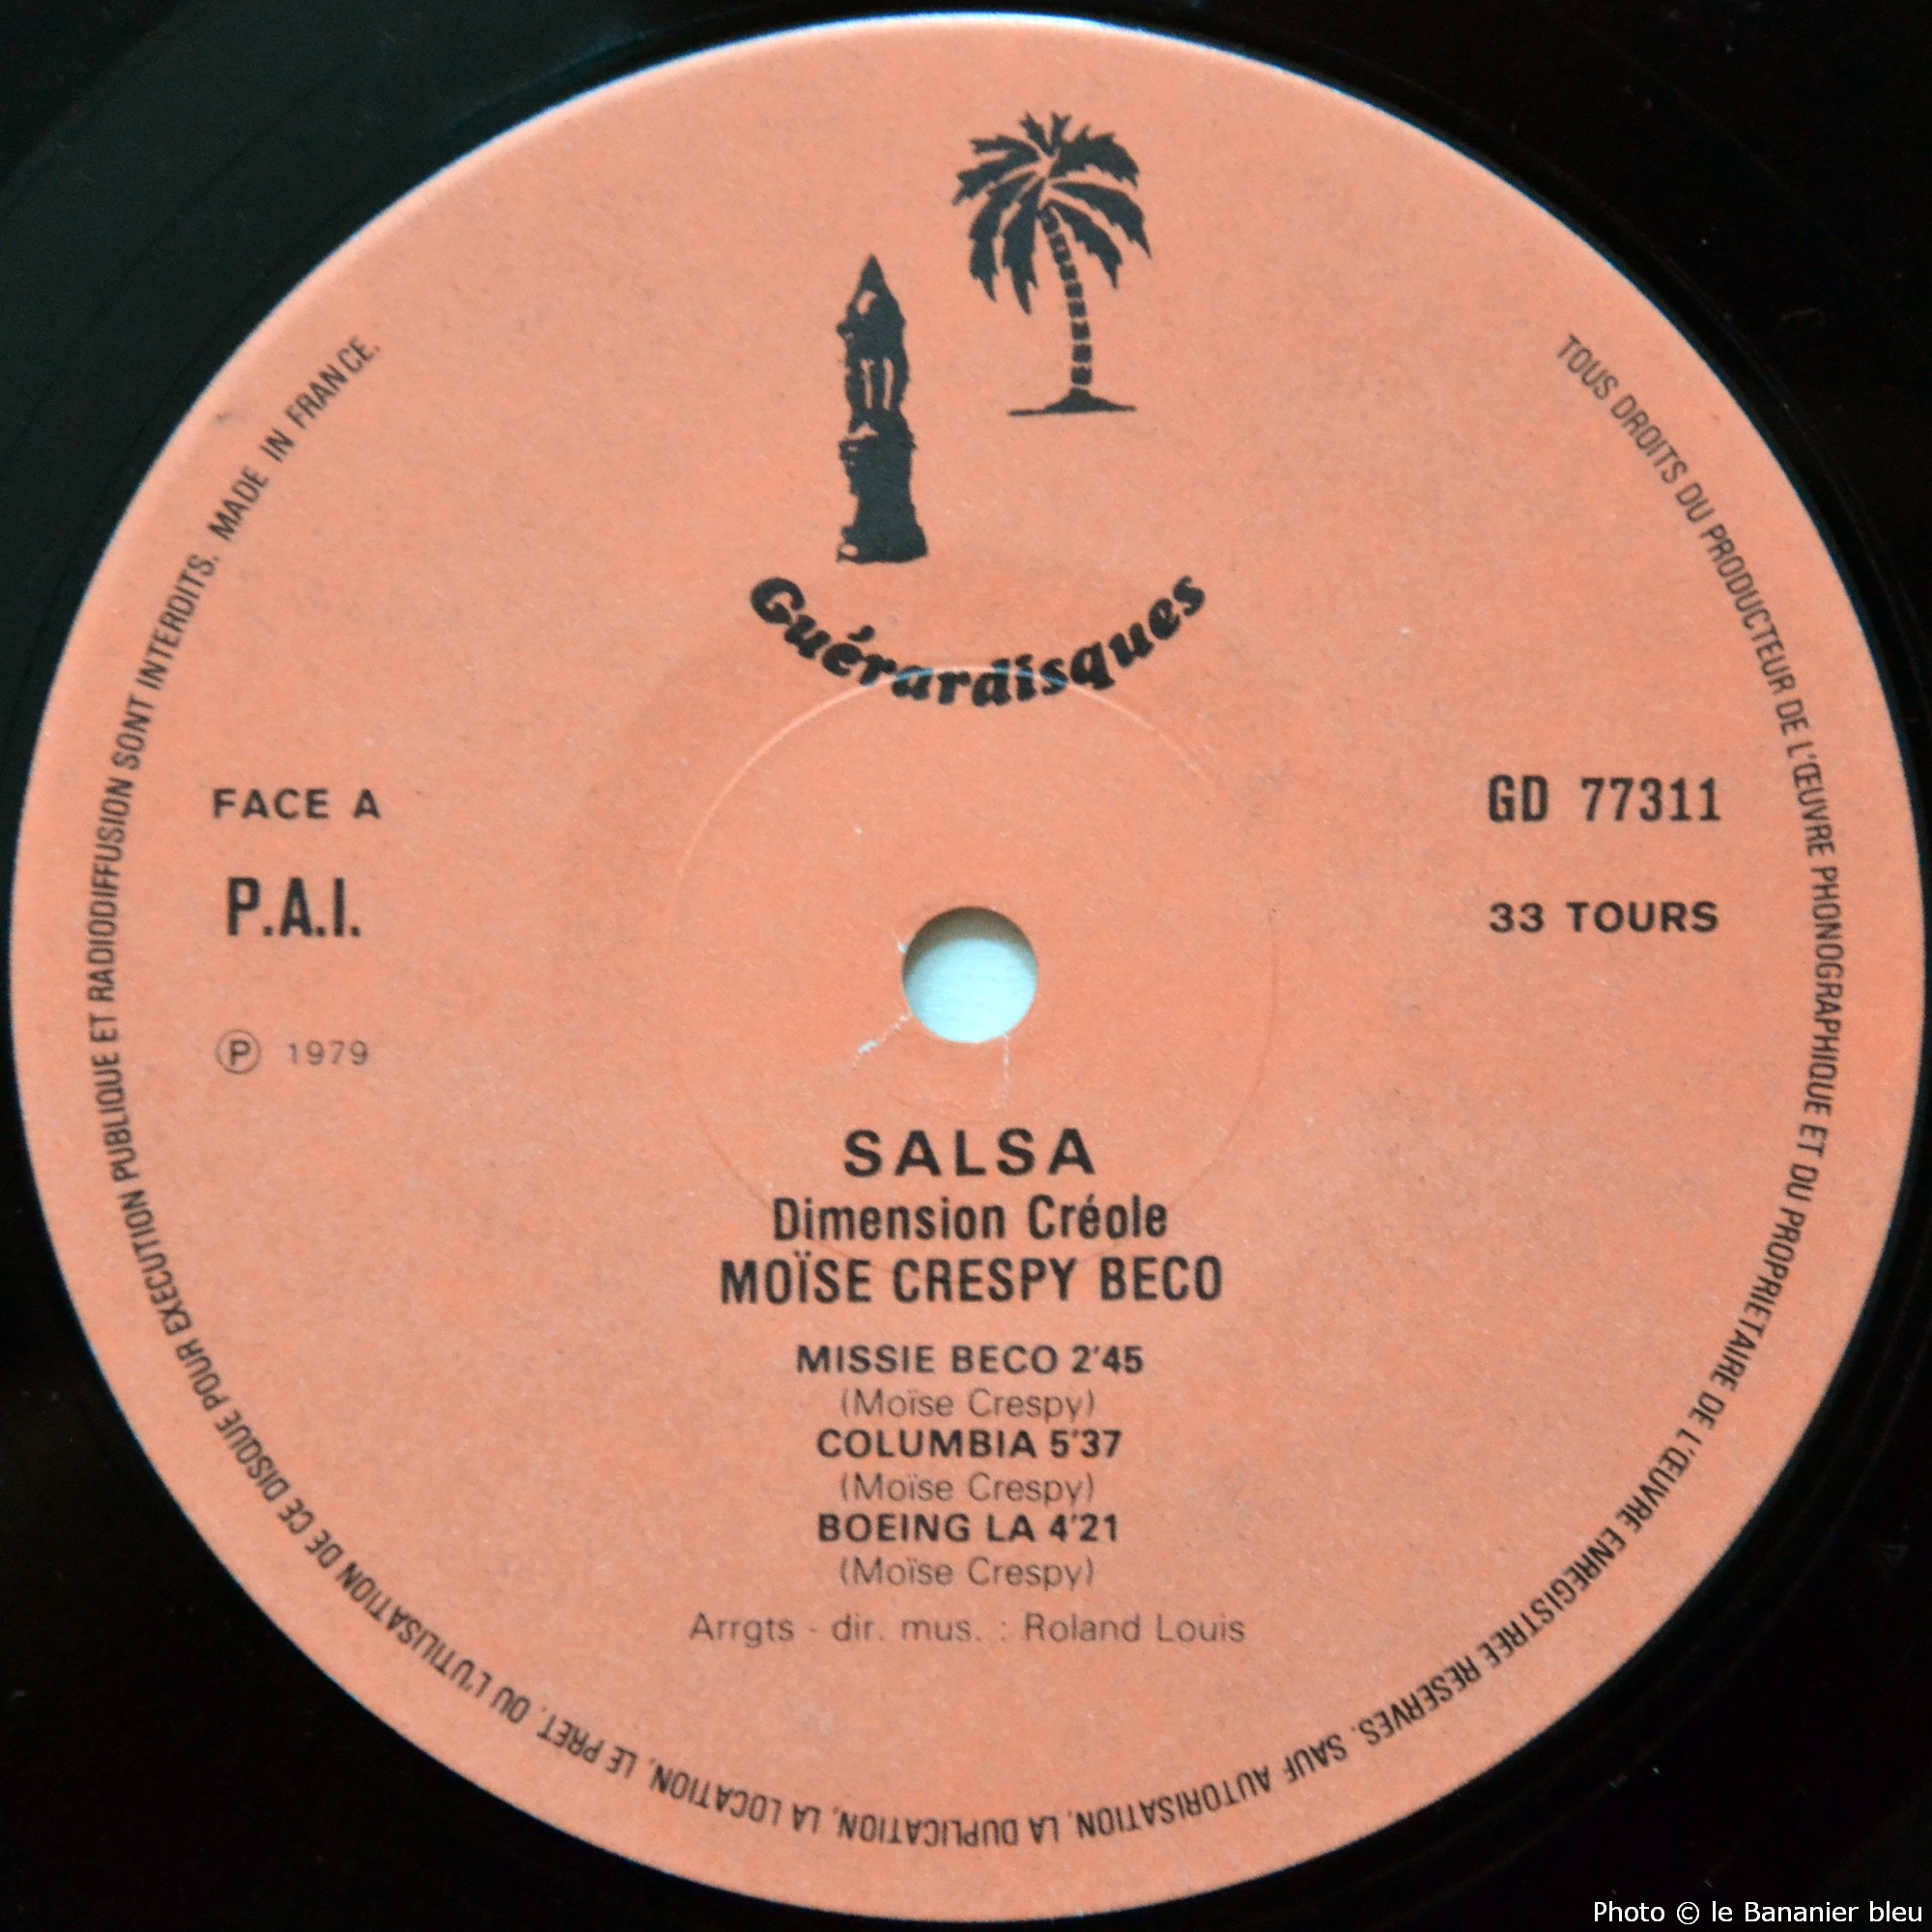 Guérardisques
TOUS DROITS DU PRODUCTEUR DE L'ŒUVRE PHONOGRAPHIQUE ET DU PROPRIETAIRE DE L'ŒUVRE ENREGISTREE RESERVES. SAUF AUTORISATION, LA DUPLICATION, LA LOCATION, LE PRET, OU L'UTILISATION DE CE DISQUE POUR EXECUTION PUBLIQUE ET RADIODIFFUSION SONT INTERDITS. MADE IN FRANCE.
FACE A
P.A.I.
Ⓟ 1979
GD 77311
33 TOURS
SALSA
Dimension Créole
MOÏSE CRESPY BECO
MISSIE BECO 2'45
(Moïse Crespy)
COLUMBIA 5'37
(Moïse Crespy)
BOEING LA 4'21
(Moïse Crespy)
Arrgts - dir. mus. : Roland Louis
Photo © le Bananier bleu